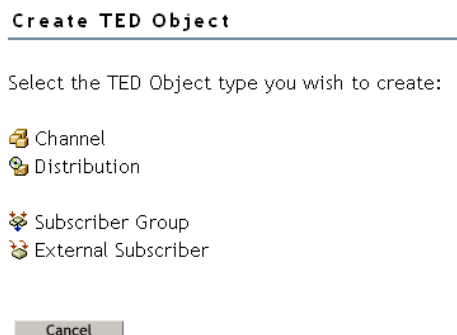 Create TED Object
Select the TED Object type you wish to create:
Channel
Distribution
Subscriber Group
External Subscriber
Cancel